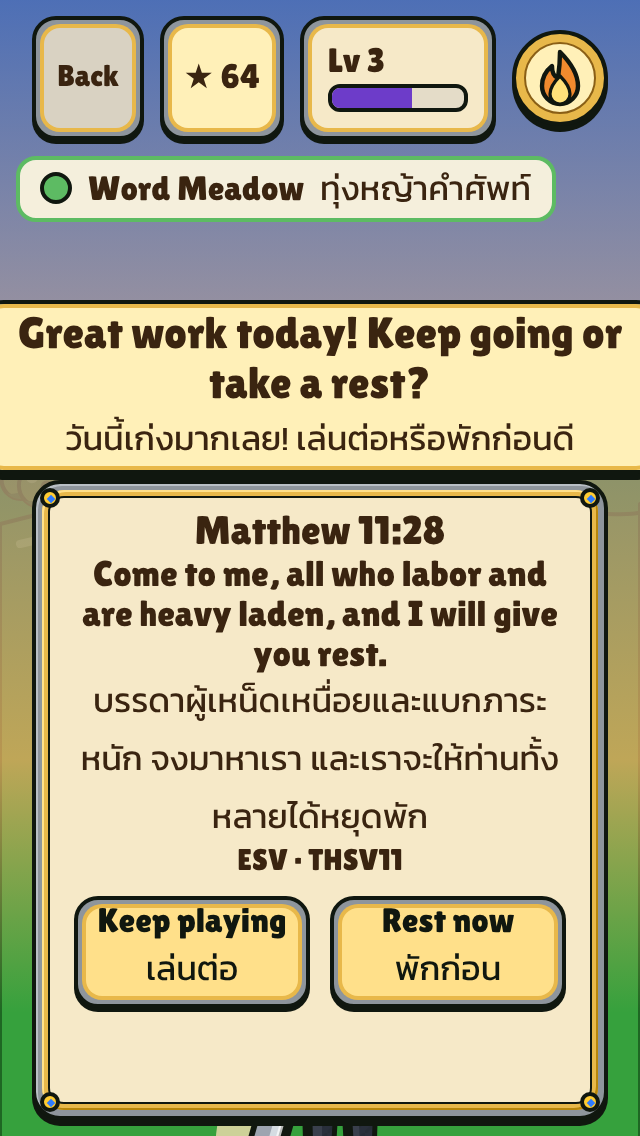 Back
★ 64
Lv 3
Word Meadow ทุ่งหญ้าคำศัพท์
Great work today! Keep going or
take a rest?
วันนี้เก่งมากเลย! เล่นต่อหรือพักก่อนดี
Matthew 11:28
Come to me, all who labor and
are heavy laden, and I will give
you rest.
บรรดาผู้เหน็ดเหนื่อยและแบกภาระ
หนัก จงมาหาเรา และเราจะให้ท่านทั้ง
หลายได้หยุดพัก
ESV · THSV11
Keep playing
เล่นต่อ
Rest now
พักก่อน